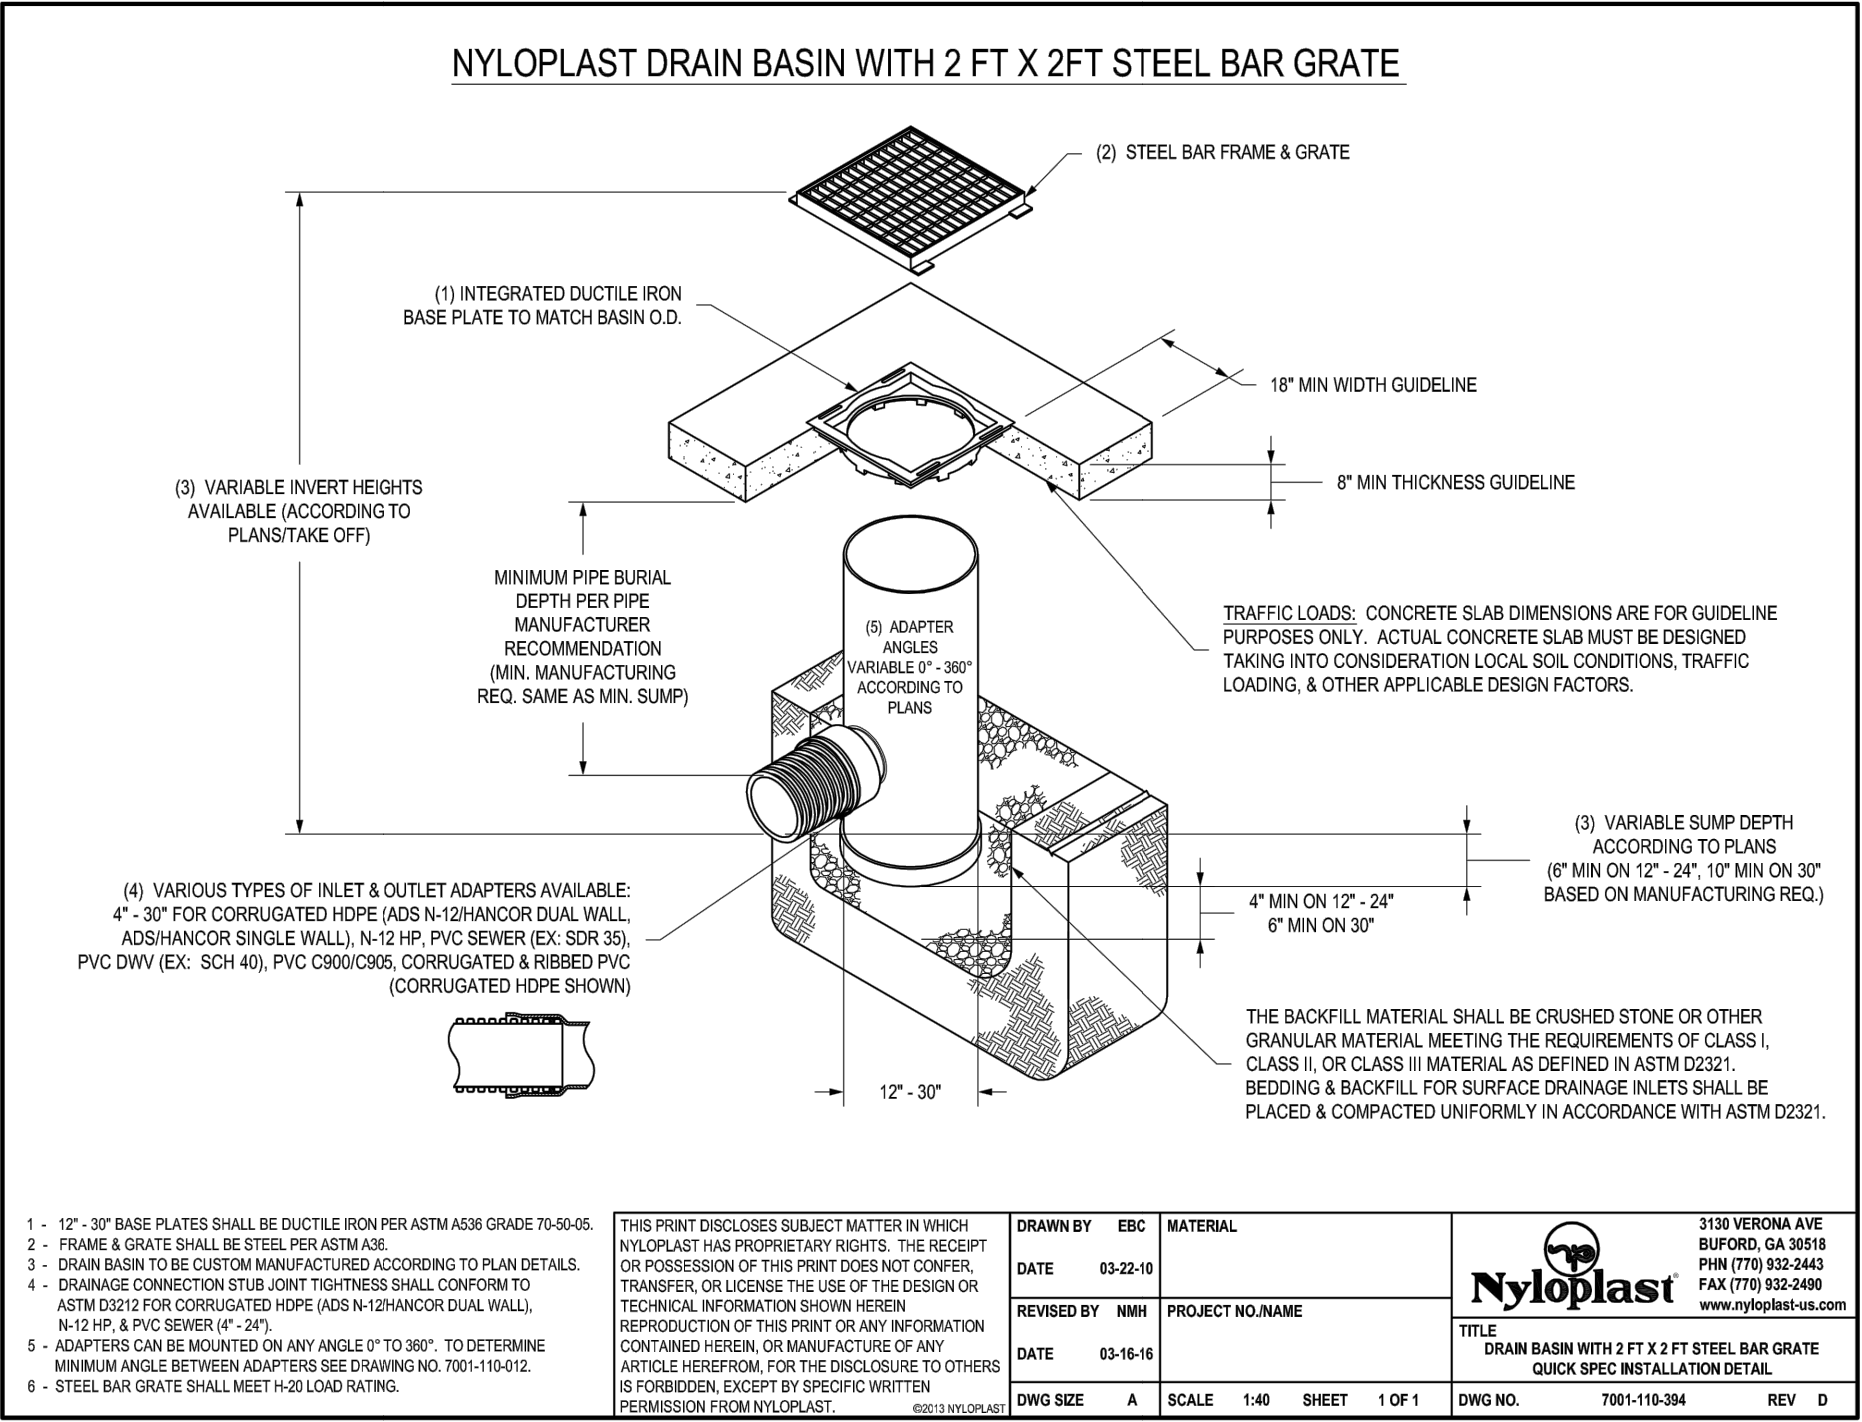 NYLOPLAST DRAIN BASIN WITH 2 FT X 2FT STEEL BAR GRATE
(2) STEEL BAR FRAME & GRATE
(1) INTEGRATED DUCTILE IRON
BASE PLATE TO MATCH BASIN O.D.
18" MIN WIDTH GUIDELINE
8" MIN THICKNESS GUIDELINE
(3) VARIABLE INVERT HEIGHTS
AVAILABLE (ACCORDING TO
PLANS/TAKE OFF)
MINIMUM PIPE BURIAL
DEPTH PER PIPE
MANUFACTURER
RECOMMENDATION
(MIN. MANUFACTURING
REQ. SAME AS MIN. SUMP)
(5) ADAPTER
ANGLES
VARIABLE 0° - 360°
ACCORDING TO
PLANS
TRAFFIC LOADS: CONCRETE SLAB DIMENSIONS ARE FOR GUIDELINE
PURPOSES ONLY. ACTUAL CONCRETE SLAB MUST BE DESIGNED
TAKING INTO CONSIDERATION LOCAL SOIL CONDITIONS, TRAFFIC
LOADING, & OTHER APPLICABLE DESIGN FACTORS.
(3) VARIABLE SUMP DEPTH
ACCORDING TO PLANS
(6" MIN ON 12" - 24", 10" MIN ON 30"
BASED ON MANUFACTURING REQ.)
4" MIN ON 12" - 24"
6" MIN ON 30"
(4) VARIOUS TYPES OF INLET & OUTLET ADAPTERS AVAILABLE:
4" - 30" FOR CORRUGATED HDPE (ADS N-12/HANCOR DUAL WALL,
ADS/HANCOR SINGLE WALL), N-12 HP, PVC SEWER (EX: SDR 35),
PVC DWV (EX: SCH 40), PVC C900/C905, CORRUGATED & RIBBED PVC
(CORRUGATED HDPE SHOWN)
THE BACKFILL MATERIAL SHALL BE CRUSHED STONE OR OTHER
GRANULAR MATERIAL MEETING THE REQUIREMENTS OF CLASS I,
CLASS II, OR CLASS III MATERIAL AS DEFINED IN ASTM D2321.
BEDDING & BACKFILL FOR SURFACE DRAINAGE INLETS SHALL BE
PLACED & COMPACTED UNIFORMLY IN ACCORDANCE WITH ASTM D2321.
12" - 30"
1 - 12" - 30" BASE PLATES SHALL BE DUCTILE IRON PER ASTM A536 GRADE 70-50-05.
2 - FRAME & GRATE SHALL BE STEEL PER ASTM A36.
3 - DRAIN BASIN TO BE CUSTOM MANUFACTURED ACCORDING TO PLAN DETAILS.
4 - DRAINAGE CONNECTION STUB JOINT TIGHTNESS SHALL CONFORM TO
ASTM D3212 FOR CORRUGATED HDPE (ADS N-12/HANCOR DUAL WALL),
N-12 HP, & PVC SEWER (4" - 24").
5 - ADAPTERS CAN BE MOUNTED ON ANY ANGLE 0° TO 360°. TO DETERMINE
MINIMUM ANGLE BETWEEN ADAPTERS SEE DRAWING NO. 7001-110-012.
6 - STEEL BAR GRATE SHALL MEET H-20 LOAD RATING.
THIS PRINT DISCLOSES SUBJECT MATTER IN WHICH
NYLOPLAST HAS PROPRIETARY RIGHTS. THE RECEIPT
OR POSSESSION OF THIS PRINT DOES NOT CONFER,
TRANSFER, OR LICENSE THE USE OF THE DESIGN OR
TECHNICAL INFORMATION SHOWN HEREIN
REPRODUCTION OF THIS PRINT OR ANY INFORMATION
CONTAINED HEREIN, OR MANUFACTURE OF ANY
ARTICLE HEREFROM, FOR THE DISCLOSURE TO OTHERS
IS FORBIDDEN, EXCEPT BY SPECIFIC WRITTEN
PERMISSION FROM NYLOPLAST.
©2013 NYLOPLAST
DRAWN BY EBC
DATE 03-22-10
REVISED BY NMH
DATE 03-16-16
DWG SIZE A
MATERIAL
PROJECT NO./NAME
SCALE 1:40 SHEET 1 OF 1
Nyloplast®
3130 VERONA AVE
BUFORD, GA 30518
PHN (770) 932-2443
FAX (770) 932-2490
www.nyloplast-us.com
TITLE
DRAIN BASIN WITH 2 FT X 2 FT STEEL BAR GRATE
QUICK SPEC INSTALLATION DETAIL
DWG NO. 7001-110-394 REV D